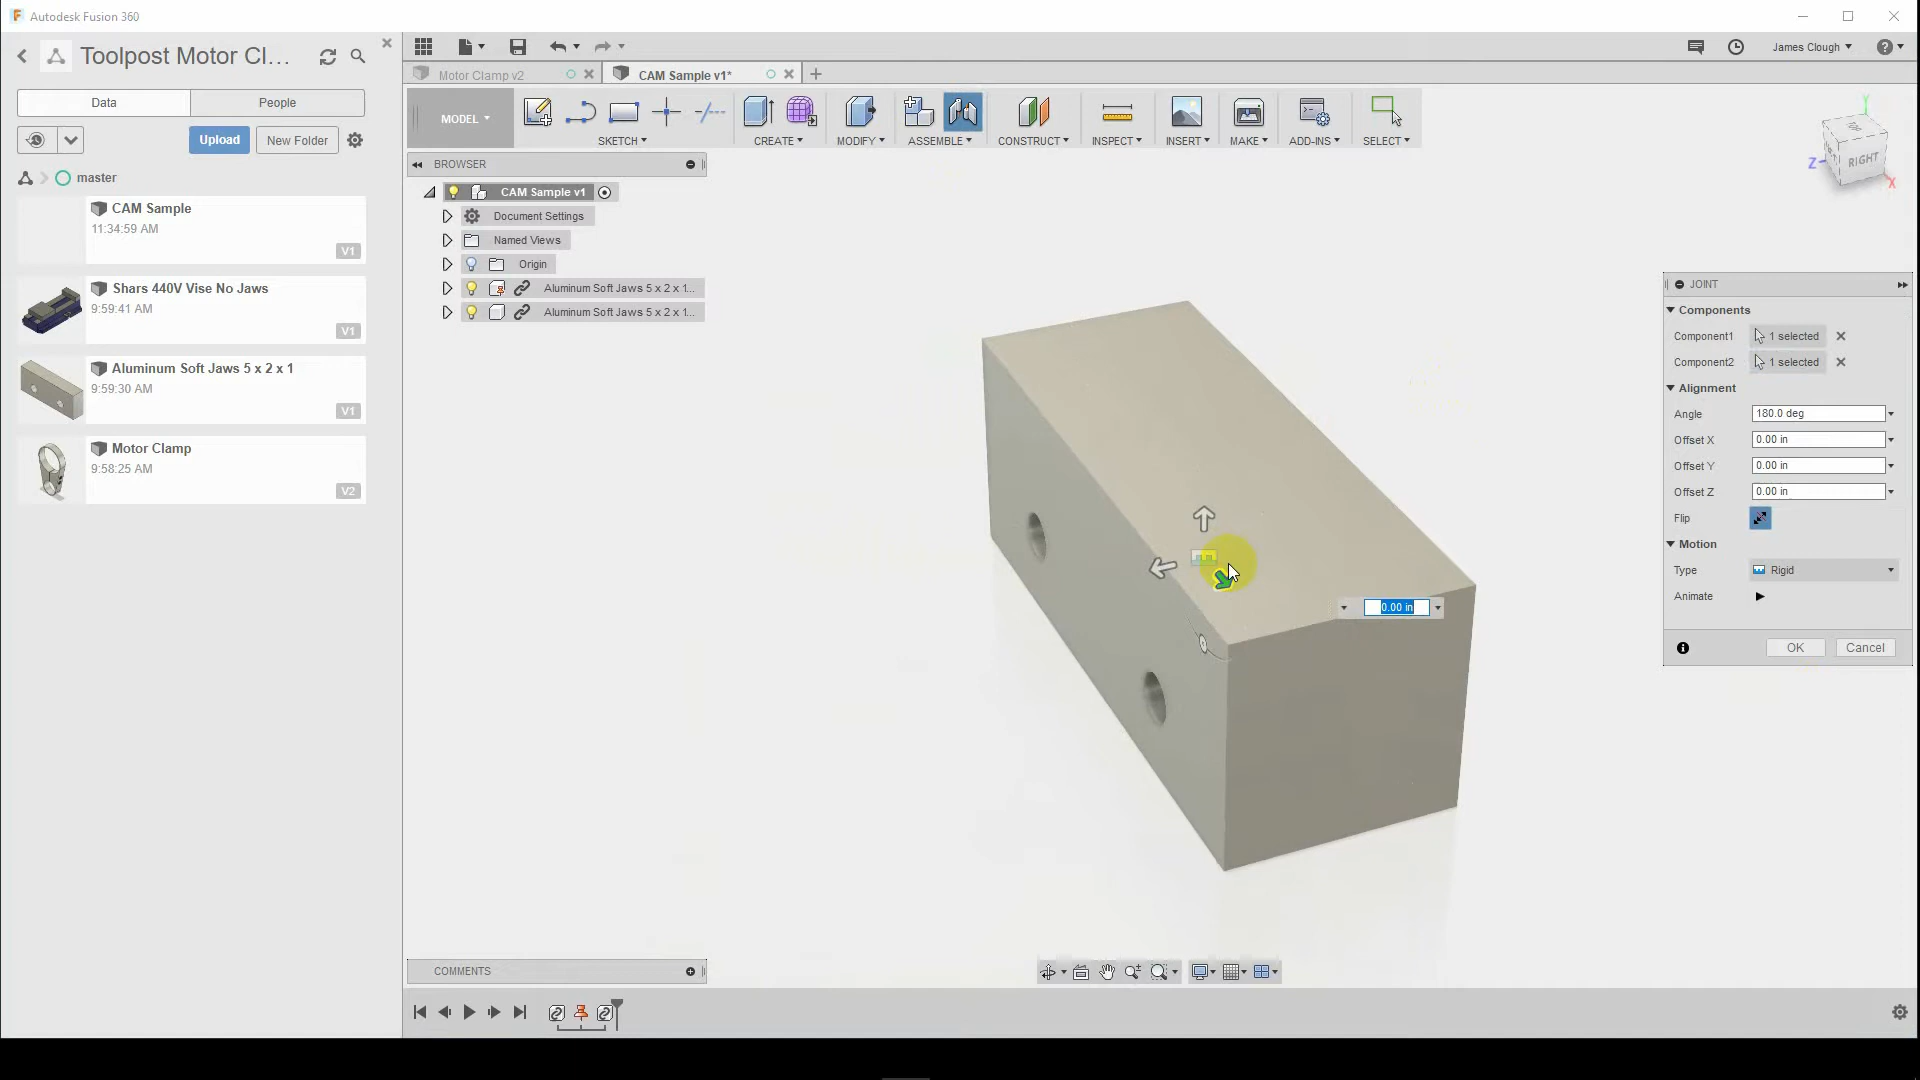 Autodesk Fusion 360
Toolpost Motor Cl...
James Clough
Motor Clamp v2
CAM Sample v1*
Data
People
MODEL
SKETCH
CREATE
MODIFY
ASSEMBLE
CONSTRUCT
INSPECT
INSERT
MAKE
ADD-INS
SELECT
Upload
New Folder
BROWSER
master
CAM Sample v1
Document Settings
Named Views
Origin
Aluminum Soft Jaws 5 x 2 x 1...
Aluminum Soft Jaws 5 x 2 x 1...
CAM Sample
11:34:59 AM
V1
Shars 440V Vise No Jaws
9:59:41 AM
V1
Aluminum Soft Jaws 5 x 2 x 1
9:59:30 AM
V1
Motor Clamp
9:58:25 AM
V2
Y
TOP
RIGHT
Z
X
JOINT
Components
Component1 1 selected
Component2 1 selected
Alignment
Angle 180.0 deg
Offset X 0.00 in
Offset Y 0.00 in
Offset Z 0.00 in
Flip
Motion
Type Rigid
Animate
OK Cancel
0.00 in
COMMENTS